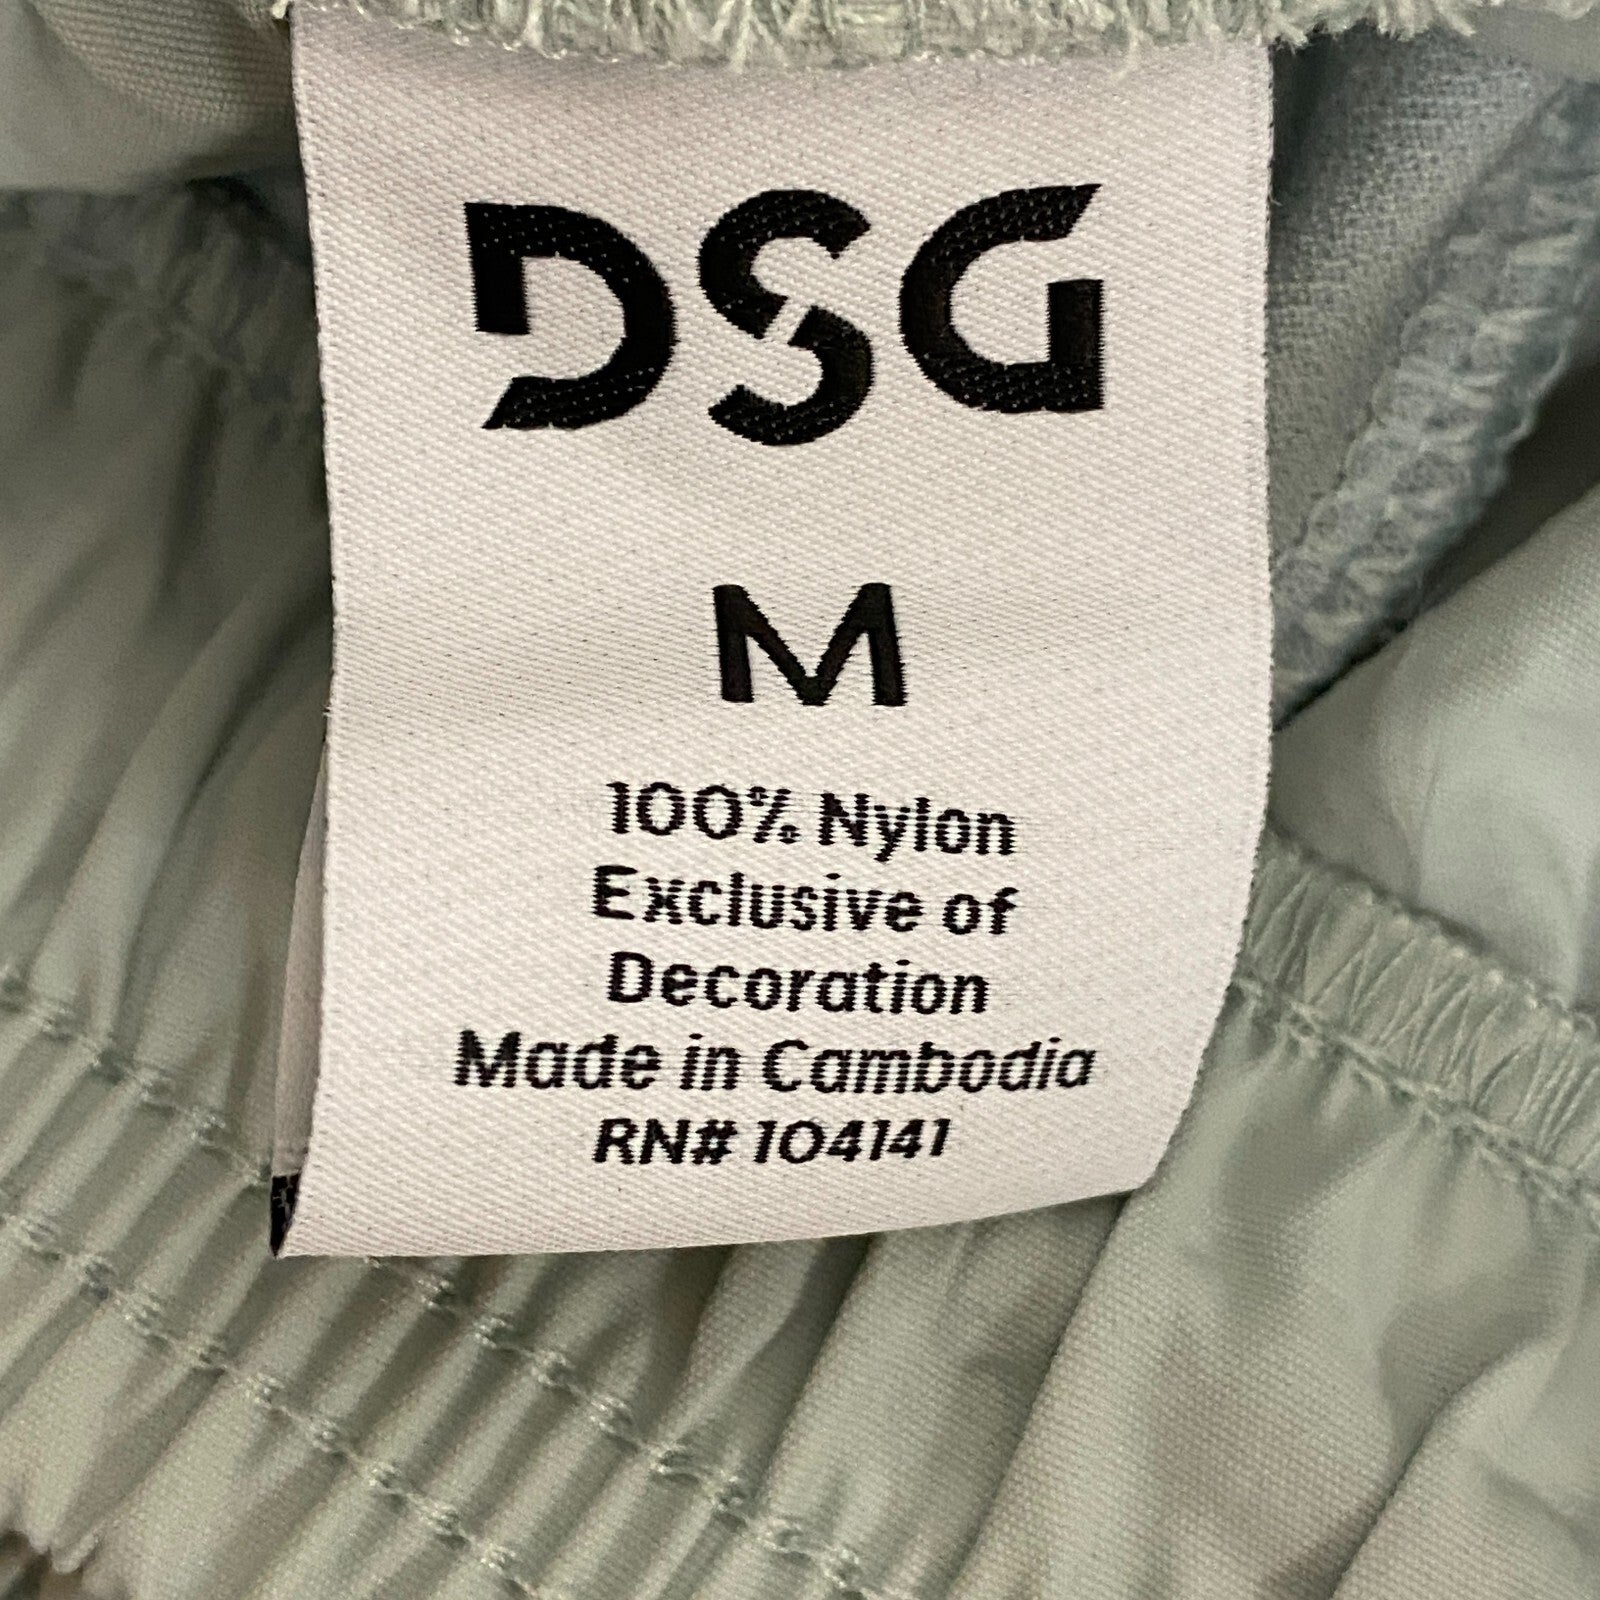 DSG
M
100% Nylon
Exclusive of
Decoration
Made in Cambodia
RN# 104141